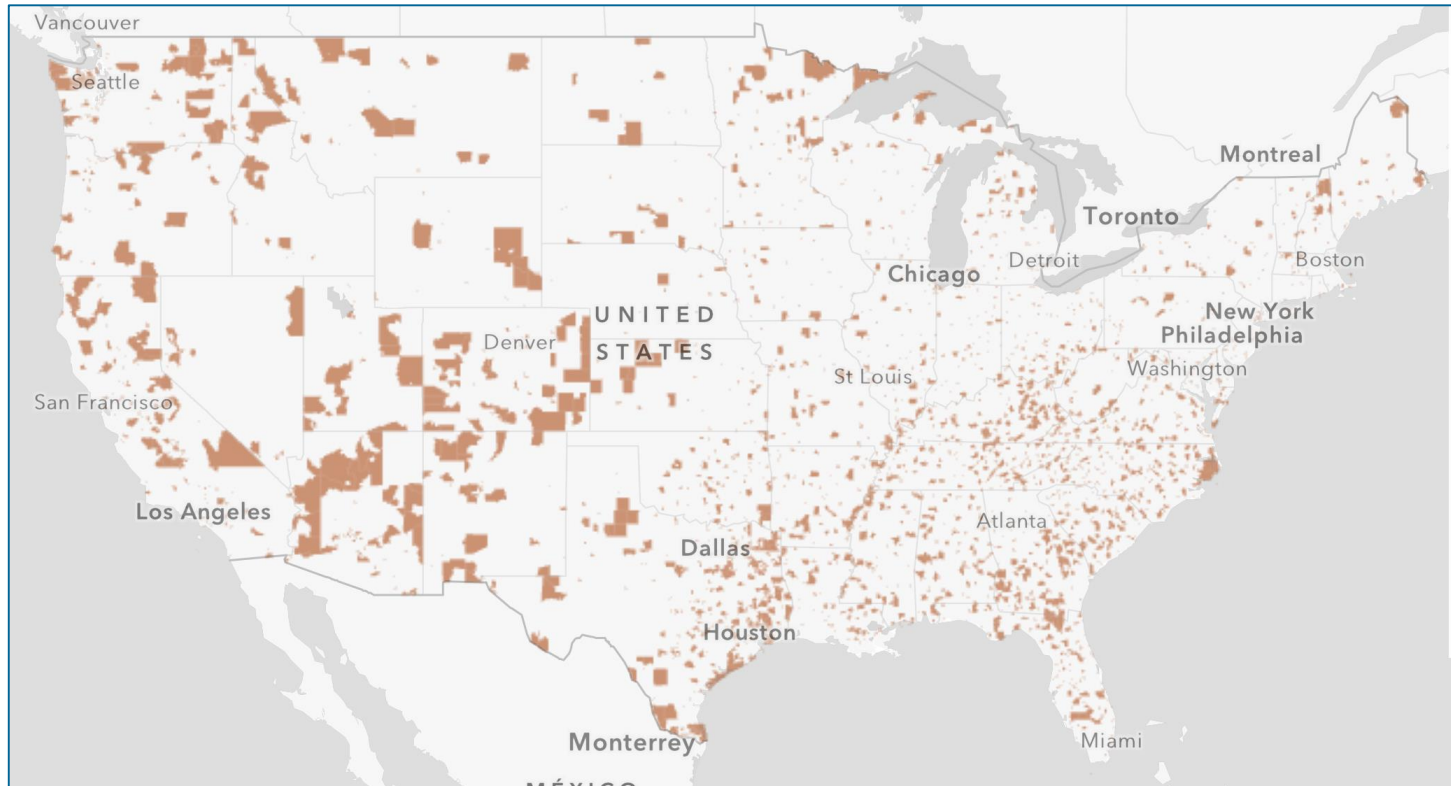 Vancouver
Seattle
Montreal
Toronto
Detroit
Boston
Chicago
UNITED
STATES
New York
Denver
Philadelphia
Washington
St Louis
San Francisco
Los Angeles
Atlanta
Dallas
Houston
Monterrey
Miami
MÉXICO